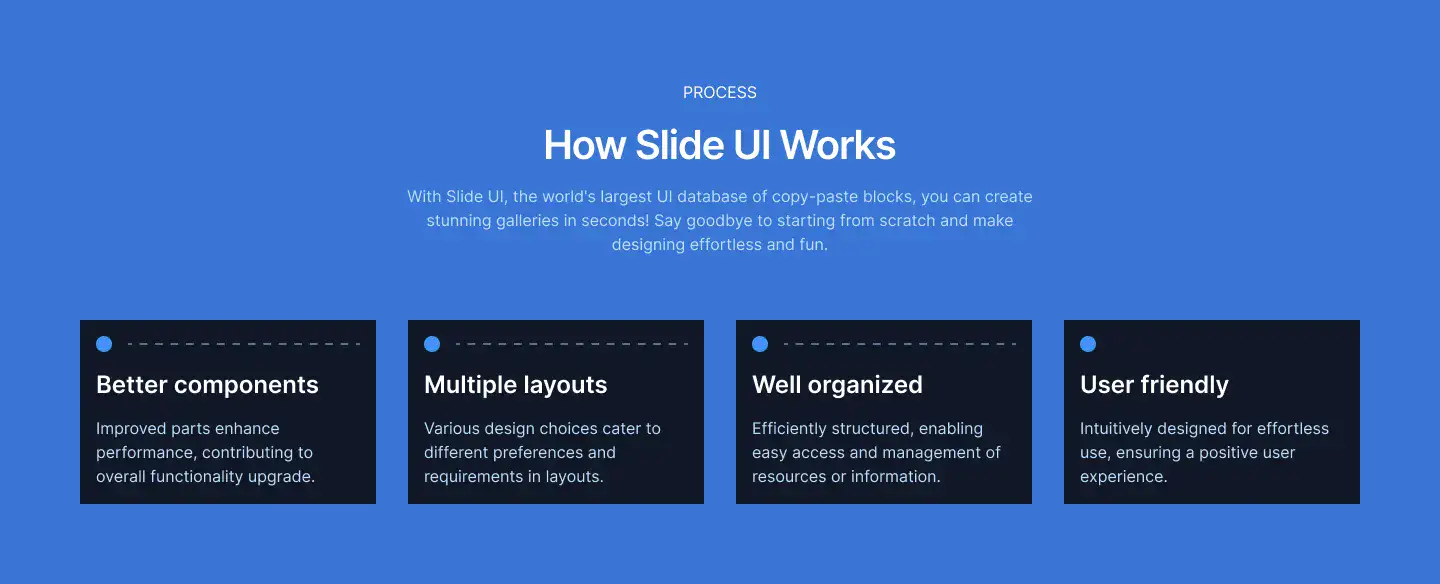 PROCESS
How Slide UI Works
With Slide UI, the world's largest UI database of copy-paste blocks, you can create
stunning galleries in seconds! Say goodbye to starting from scratch and make
designing effortless and fun.
Better components
Improved parts enhance
performance, contributing to
overall functionality upgrade.
Multiple layouts
Various design choices cater to
different preferences and
requirements in layouts.
Well organized
Efficiently structured, enabling
easy access and management of
resources or information.
User friendly
Intuitively designed for effortless
use, ensuring a positive user
experience.